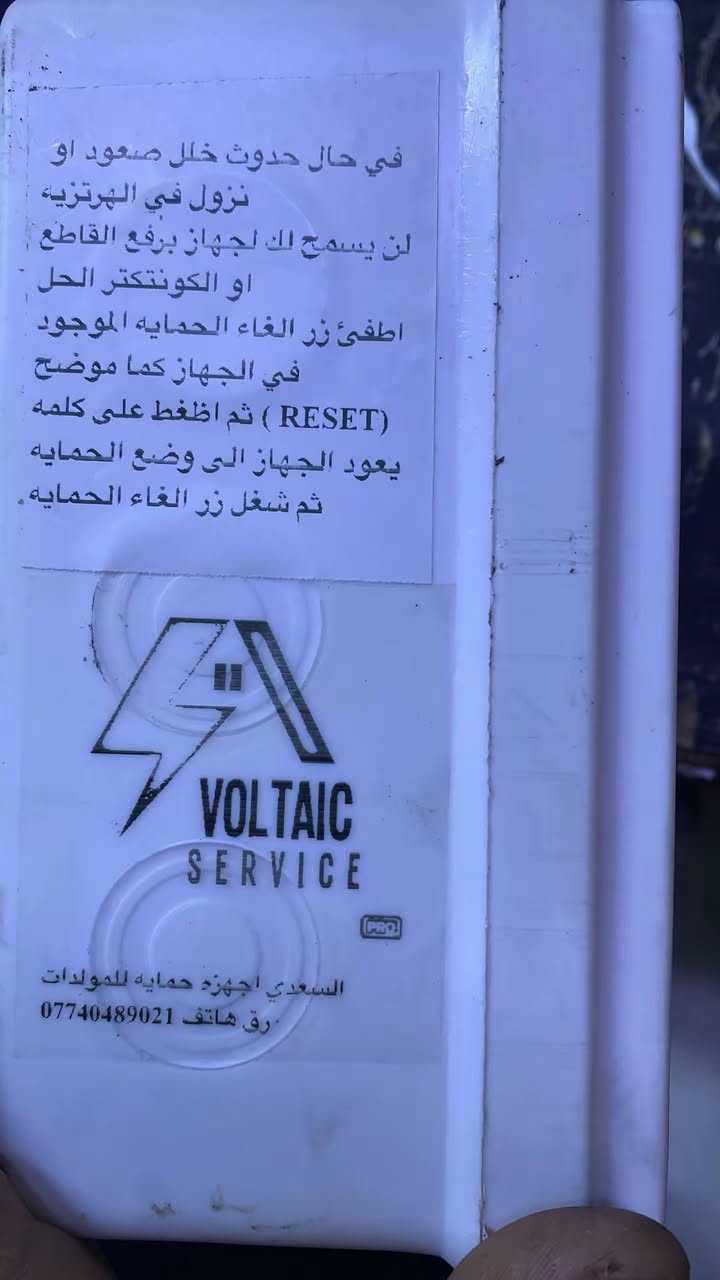 في حال حدوث خلل صعود او
نزول في الهرتزيه
لن يسمح لك لجهاز برفع القاطع
او الكونتكتر الحل
اطفئ زر الغاء الحمايه الموجود
في الجهاز كما موضح
ثم اظغط على كلمه ( RESET)
يعود الجهاز الى وضع الحمايه
ثم شغل زر الغاء الحمايه
VOLTAIC
SERVICE
PRO
السعدي اجهزه حمايه للمولدات
رق هاتف 07740489021